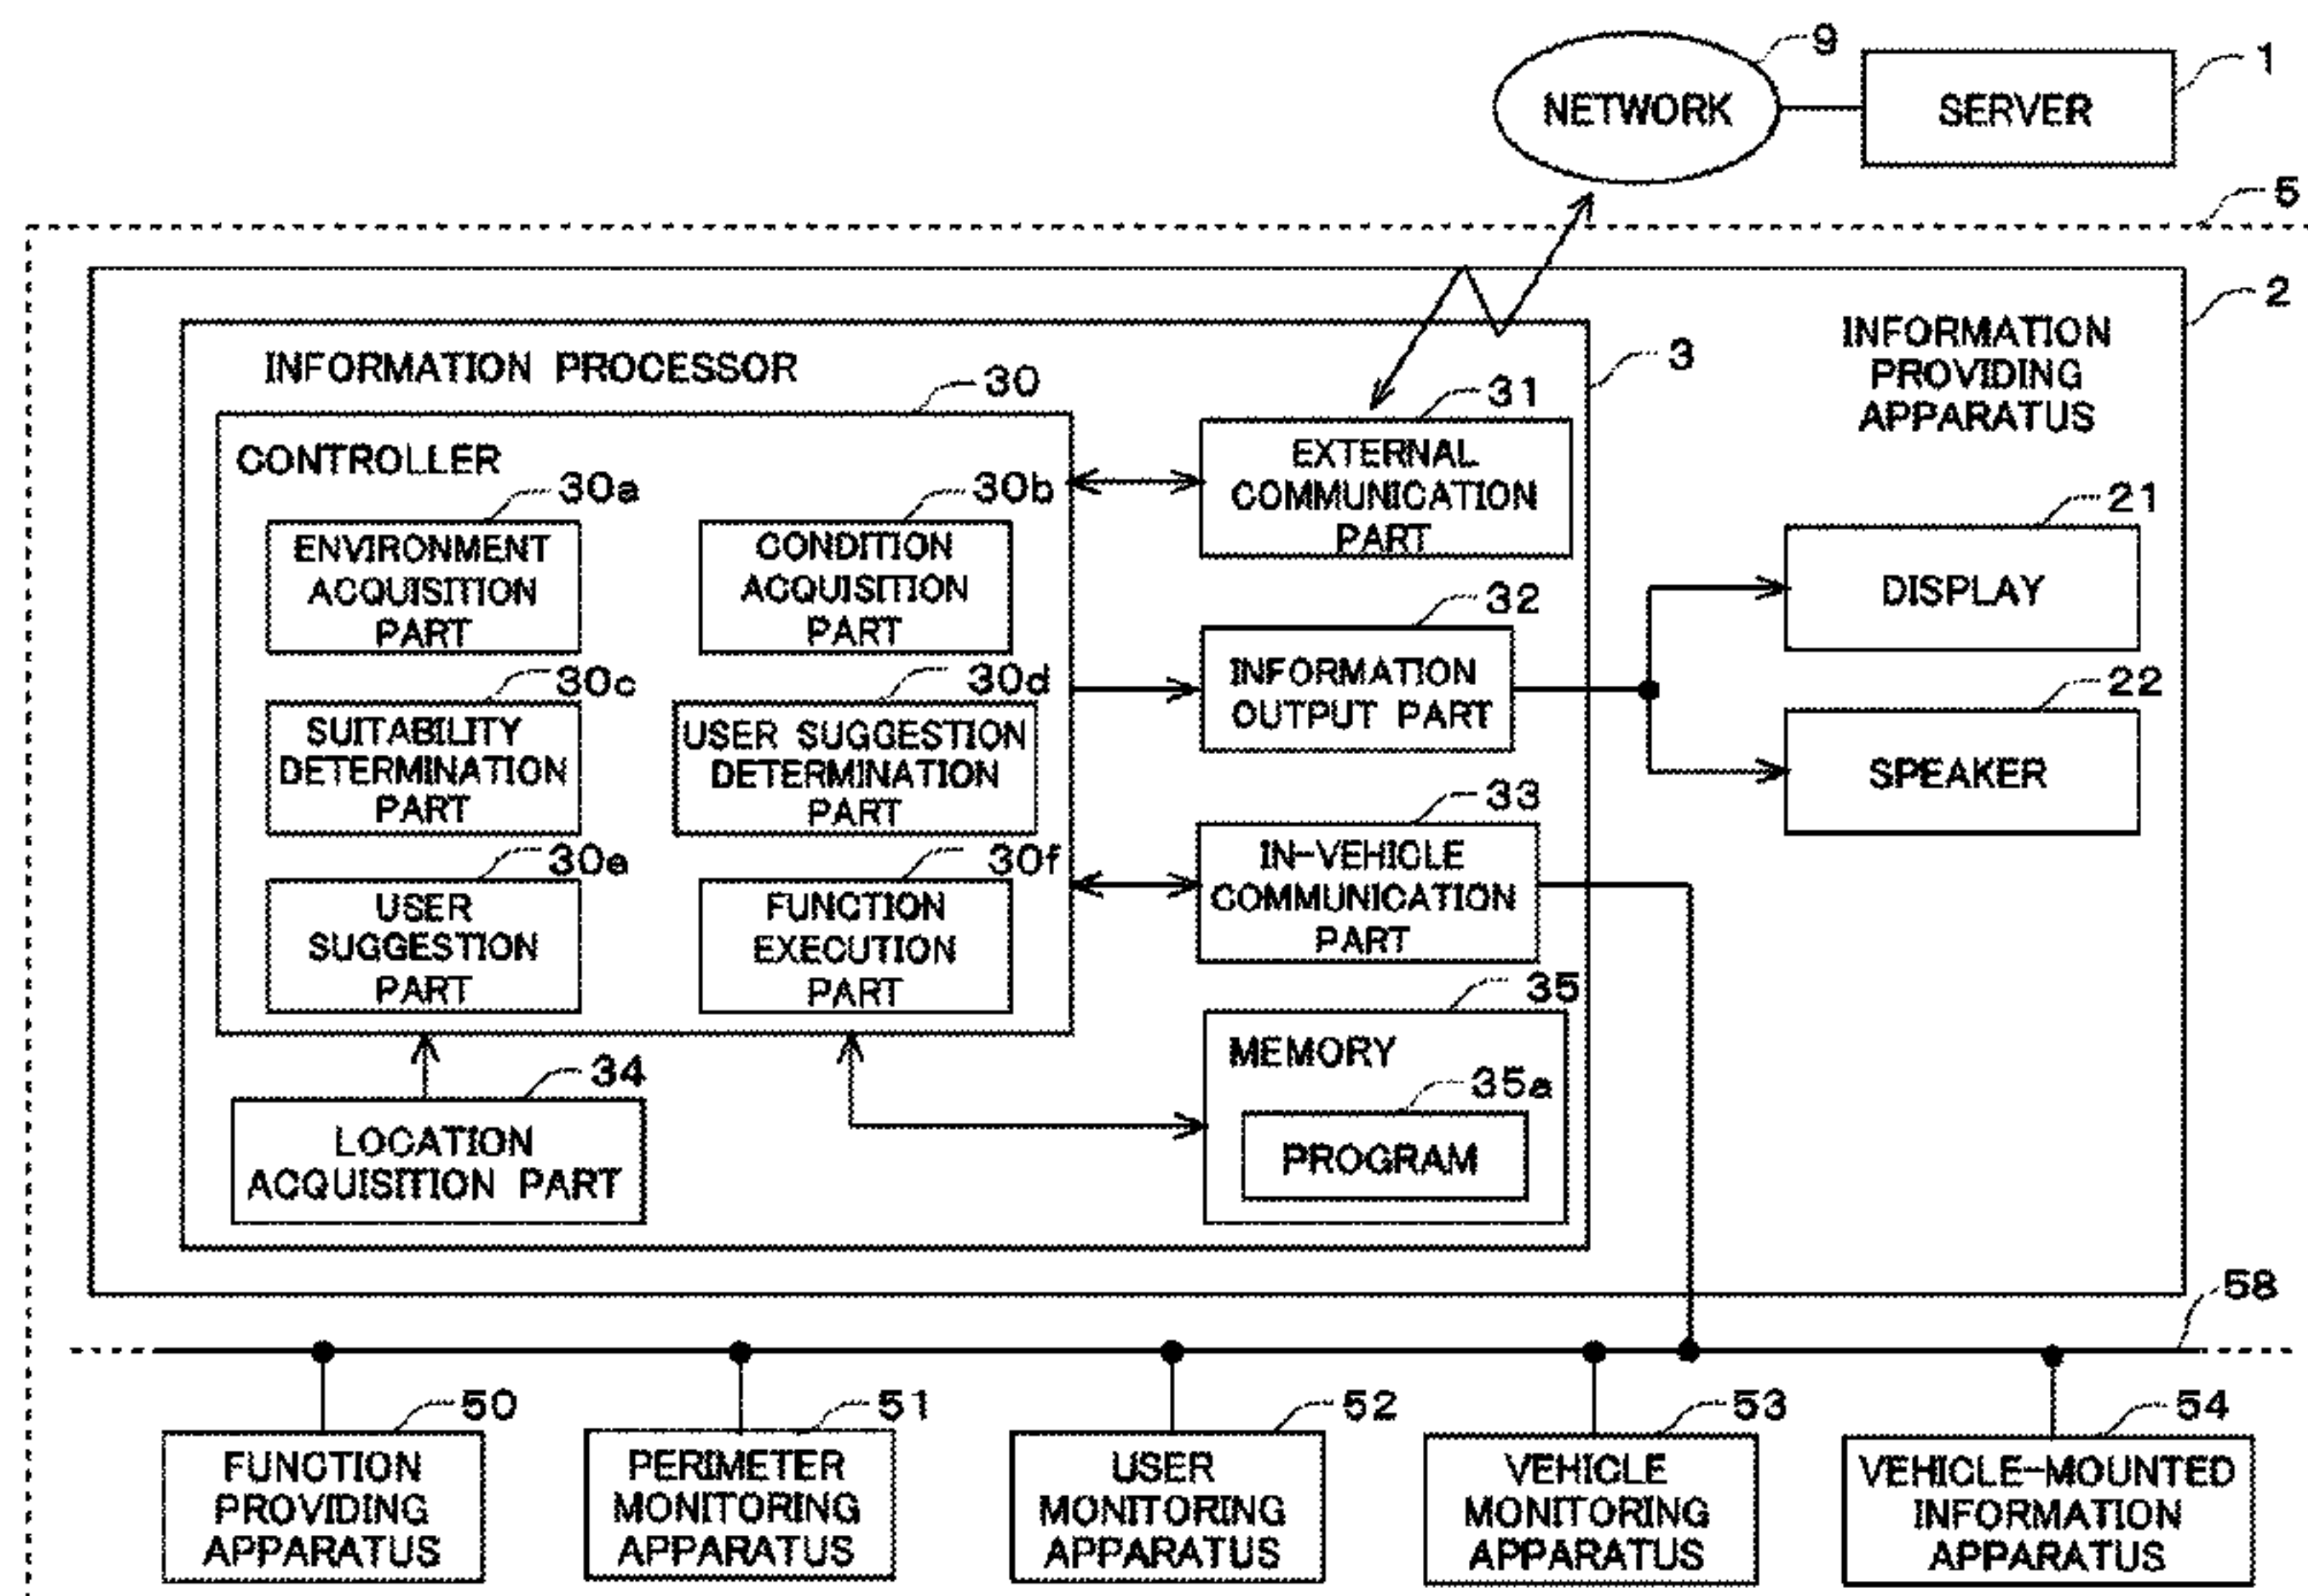 9
1
NETWORK
SERVER
5
2
INFORMATION
PROVIDING
APPARATUS
3
INFORMATION PROCESSOR
30
31
CONTROLLER
EXTERNAL
COMMUNICATION
PART
30a
30b
ENVIRONMENT
ACQUISITION
PART
CONDITION
ACQUISITION
PART
21
DISPLAY
32
INFORMATION
OUTPUT PART
30c
30d
SUITABILITY
DETERMINATION
PART
USER SUGGESTION
DETERMINATION
PART
22
SPEAKER
33
IN-VEHICLE
COMMUNICATION
PART
30e
30f
USER
SUGGESTION
PART
FUNCTION
EXECUTION
PART
35
MEMORY
35a
PROGRAM
34
LOCATION
ACQUISITION PART
58
50
51
52
53
54
FUNCTION
PROVIDING
APPARATUS
PERIMETER
MONITORING
APPARATUS
USER
MONITORING
APPARATUS
VEHICLE
MONITORING
APPARATUS
VEHICLE-MOUNTED
INFORMATION
APPARATUS